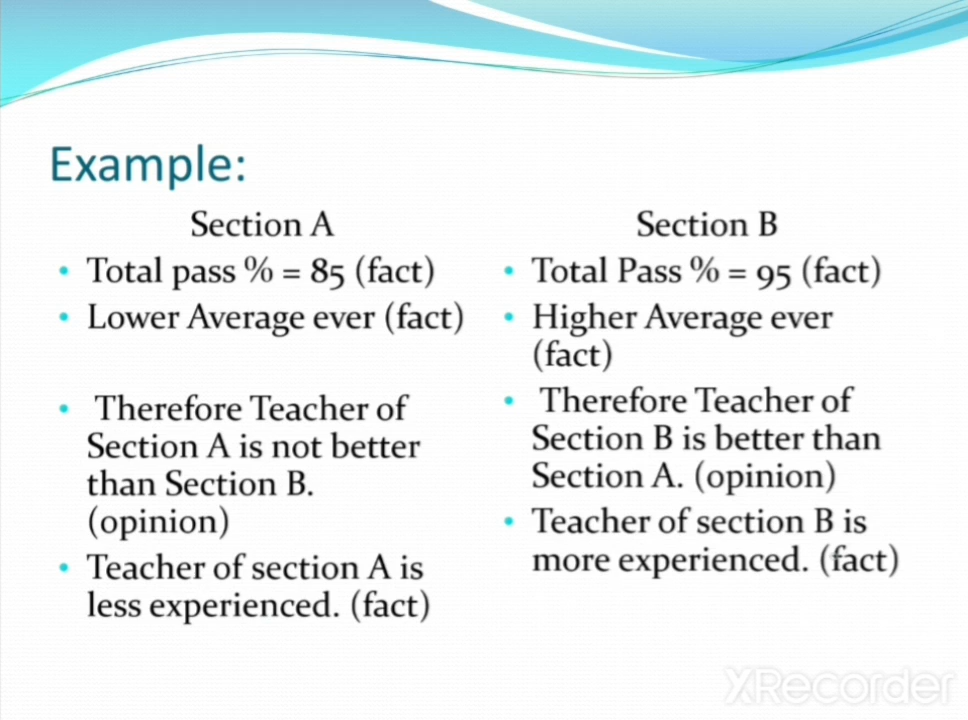 Example:
Section A
• Total pass % = 85 (fact)
• Lower Average ever (fact)
• Therefore Teacher of
Section A is not better
than Section B.
(opinion)
• Teacher of section A is
less experienced. (fact)
Section B
• Total Pass % = 95 (fact)
• Higher Average ever
(fact)
• Therefore Teacher of
Section B is better than
Section A. (opinion)
• Teacher of section B is
more experienced. (fact)
XRecorder